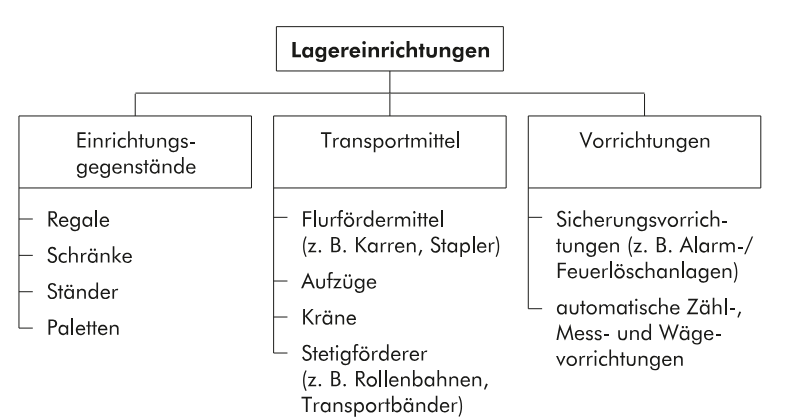 Lagereinrichtungen
Einrichtungs-
gegenstände
Regale
Schränke
Ständer
Paletten
Transportmittel
Flurfördermittel
(z. B. Karren, Stapler)
Aufzüge
Kräne
Stetigförderer
(z. B. Rollenbahnen,
Transportbänder)
Vorrichtungen
Sicherungsvorrich-
tungen (z. B. Alarm-/
Feuerlöschanlagen)
automatische Zähl-,
Mess- und Wäge-
vorrichtungen